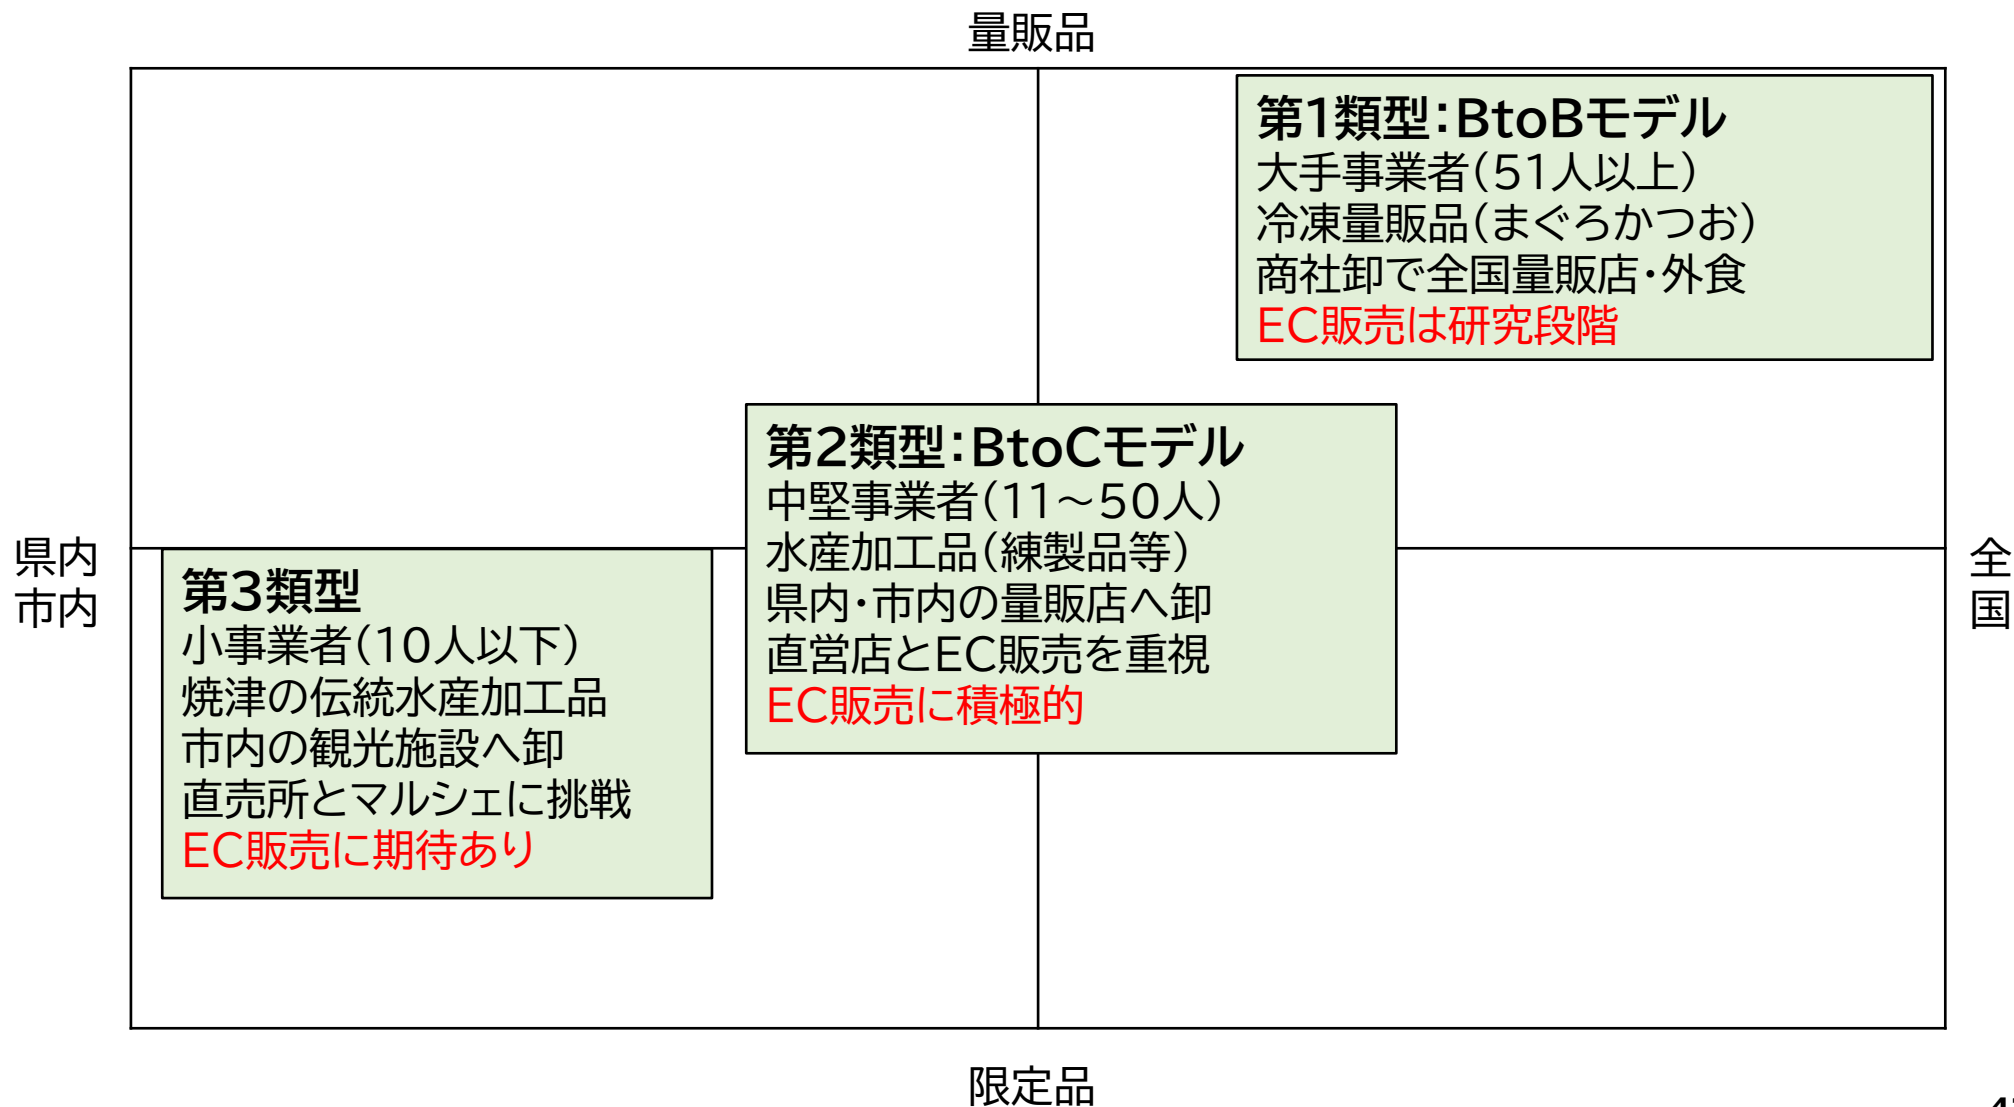 量販品
第1類型：BtoBモデル
大手事業者（51人以上）
冷凍量販品（まぐろかつお）
商社卸で全国量販店・外食
EC販売は研究段階
第2類型：BtoCモデル
中堅事業者（11～50人）
水産加工品（練製品等）
県内・市内の量販店へ卸
直営店とEC販売を重視
EC販売に積極的
県内
市内
第3類型
小事業者（10人以下）
焼津の伝統水産加工品
市内の観光施設へ卸
直売所とマルシェに挑戦
EC販売に期待あり
全
国
限定品